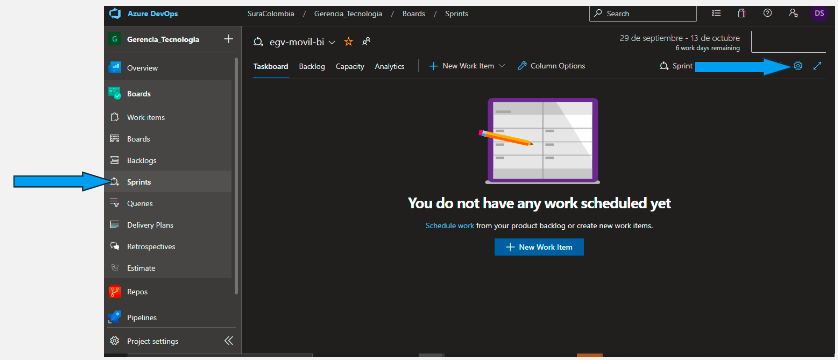 Azure DevOps
SuraColombia / Gerencia_Tecnologia / Boards / Sprints
Search
DS
G Gerencia_Tecnologia
egv-movil-bi
29 de septiembre - 13 de octubre
6 work days remaining
Overview
Taskboard Backlog Capacity Analytics New Work Item Column Options Sprint
Boards
Work items
Boards
Backlogs
Sprints
Queries
Delivery Plans
Retrospectives
Estimate
Repos
Pipelines
Project settings
You do not have any work scheduled yet
Schedule work from your product backlog or create new work items.
New Work Item